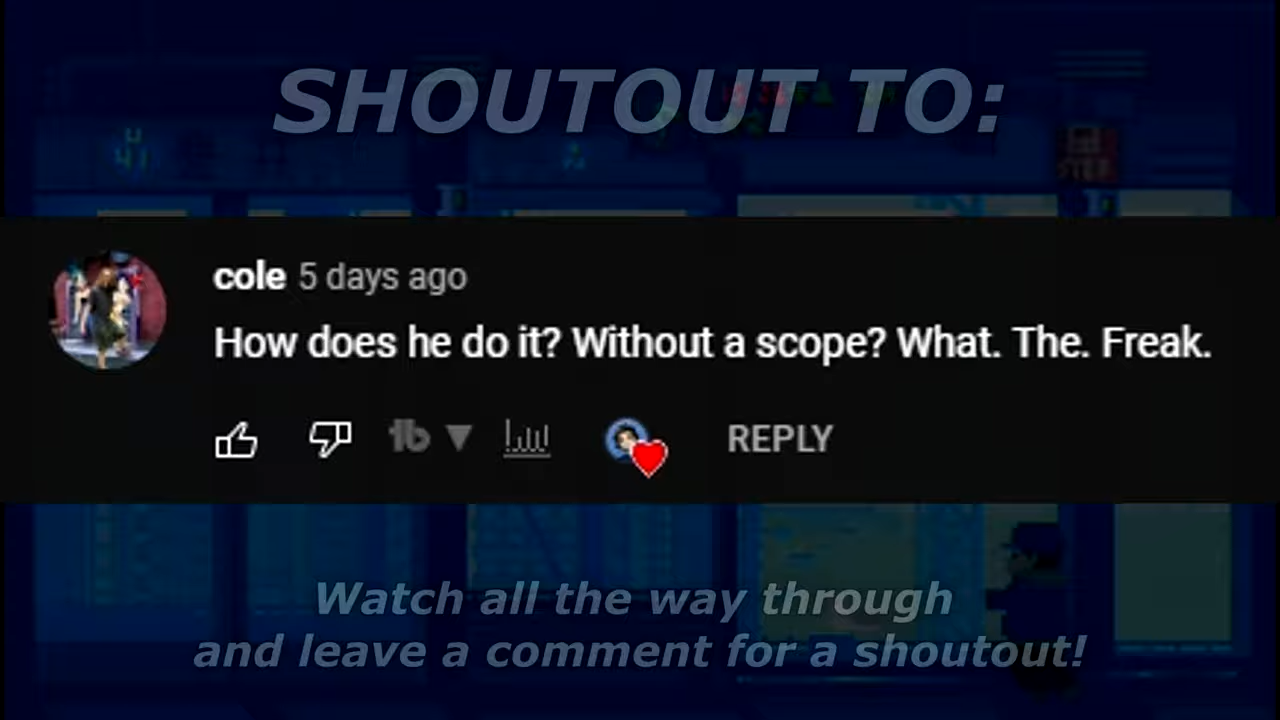 SHOUTOUT TO:
cole 5 days ago
How does he do it? Without a scope? What. The. Freak.
REPLY
Watch all the way through
and leave a comment for a shoutout!